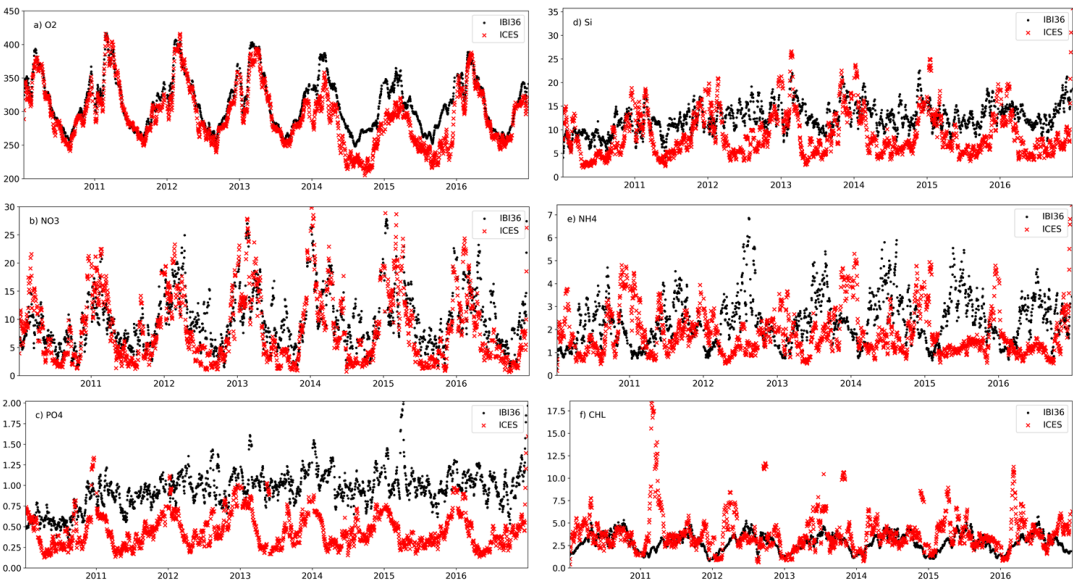 a) O2
IBI36
ICES
450
400
350
300
250
200
2011 2012 2013 2014 2015 2016
d) Si
IBI36
ICES
35
30
25
20
15
10
5
0
2011 2012 2013 2014 2015 2016
b) NO3
IBI36
ICES
30
25
20
15
10
5
0
2011 2012 2013 2014 2015 2016
e) NH4
IBI36
ICES
7
6
5
4
3
2
1
0
2011 2012 2013 2014 2015 2016
c) PO4
IBI36
ICES
2.00
1.75
1.50
1.25
1.00
0.75
0.50
0.25
0.00
2011 2012 2013 2014 2015 2016
f) CHL
IBI36
ICES
17.5
15.0
12.5
10.0
7.5
5.0
2.5
0.0
2011 2012 2013 2014 2015 2016